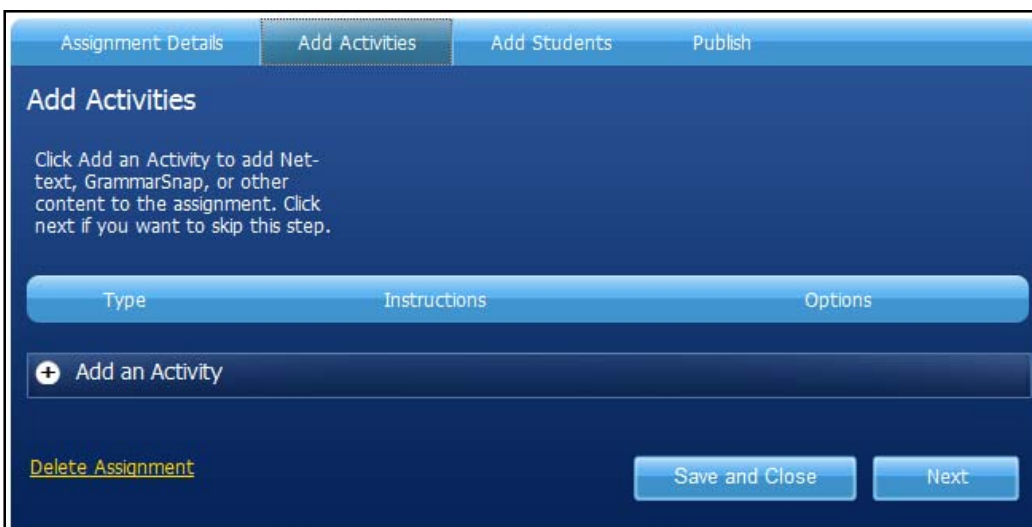 Assignment Details Add Activities Add Students Publish
Add Activities
Click Add an Activity to add Net-
text, GrammarSnap, or other
content to the assignment. Click
next if you want to skip this step.
Type Instructions Options
Add an Activity
Delete Assignment Save and Close Next